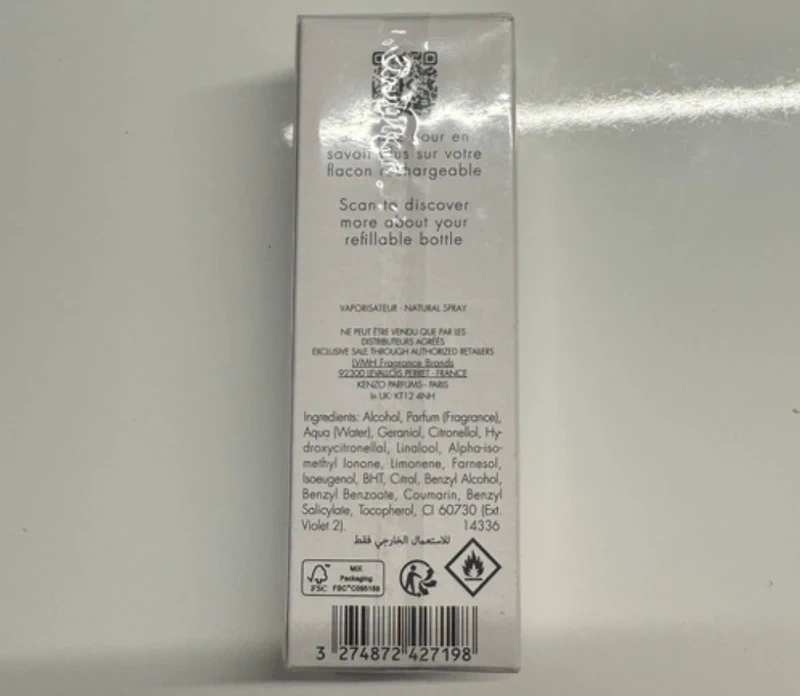 our en
savoir us sur votre
flacon rechargeable
Scan to discover
more about your
refillable bottle
VAPORISATEUR - NATURAL SPRAY
NE PEUT ÊTRE VENDU QUE PAR LES
DISTRIBUTEURS AGRÉÉS
EXCLUSIVE SALE THROUGH AUTHORIZED RETAILERS
LVMH Fragrance Brands
92300 LEVALLOIS PERRET - FRANCE
KENZO PARFUMS - PARIS
In UK: KT12 4NH
Ingredients: Alcohol, Parfum (Fragrance),
Aqua (Water), Geraniol, Citronellol, Hy-
droxycitronellal, Linalool, Alpha-iso-
methyl Ionone, Limonene, Farnesol,
Isoeugenol, BHT, Citral, Benzyl Alcohol,
Benzyl Benzoate, Coumarin, Benzyl
Salicylate, Tocopherol, CI 60730 (Ext.
Violet 2). 14336
للاستعمال الخارجي فقط
MIX
Packaging
FSC FSC™C095159
3 274872 427198